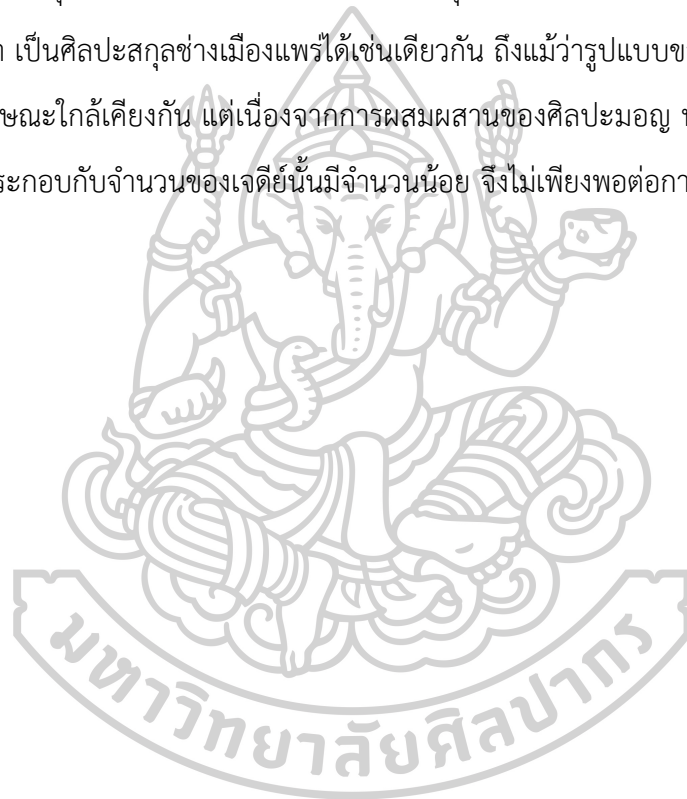 เป็นศิลปะสกุลช่างเมืองแพร่ได้เช่นเดียวกัน ถึงแม้ว่ารูปแบบข
ษณะใกล้เคียงกัน แต่เนื่องจากการผสมผสานของศิลปะมอญ
ระกอบกับจำนวนของเจดีย์นั้นมีจำนวนน้อย จึงไม่เพียงพอต่อกา
มหาวิทยาลัยศิลปากร